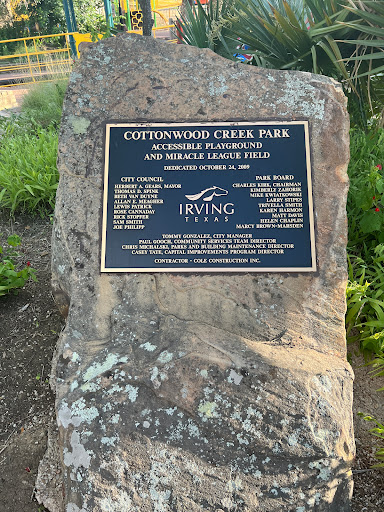 COTTONWOOD CREEK PARK
ACCESSIBLE PLAYGROUND
AND MIRACLE LEAGUE FIELD
DEDICATED OCTOBER 24, 2009
CITY COUNCIL
HERBERT A. GEARS, MAYOR
THOMAS D. SPINK
BETH VAN DUYNE
ALLAN E. MEAGHER
LEWIS PATRICK
ROSE CANNADAY
RICK STOPFER
SAM SMITH
JOE PHILIPP
IRVING
TEXAS
PARK BOARD
CHARLES KIRK, CHAIRMAN
KIMBERLY ZAHORIK
MIKE KWIATKOWSKI
LARRY STIPES
TRIVELLA SMITH
KAREN HARMON
MATT DAVIS
HELEN CHAPLIN
MARCY BROWN-MARSDEN
TOMMY GONZALEZ, CITY MANAGER
PAUL GOOCH, COMMUNITY SERVICES TEAM DIRECTOR
CHRIS MICHALSKI, PARKS AND BUILDING MAINTENANCE DIRECTOR
CASEY TATE, CAPITAL IMPROVEMENTS PROGRAM DIRECTOR
CONTRACTOR - COLE CONSTRUCTION INC.